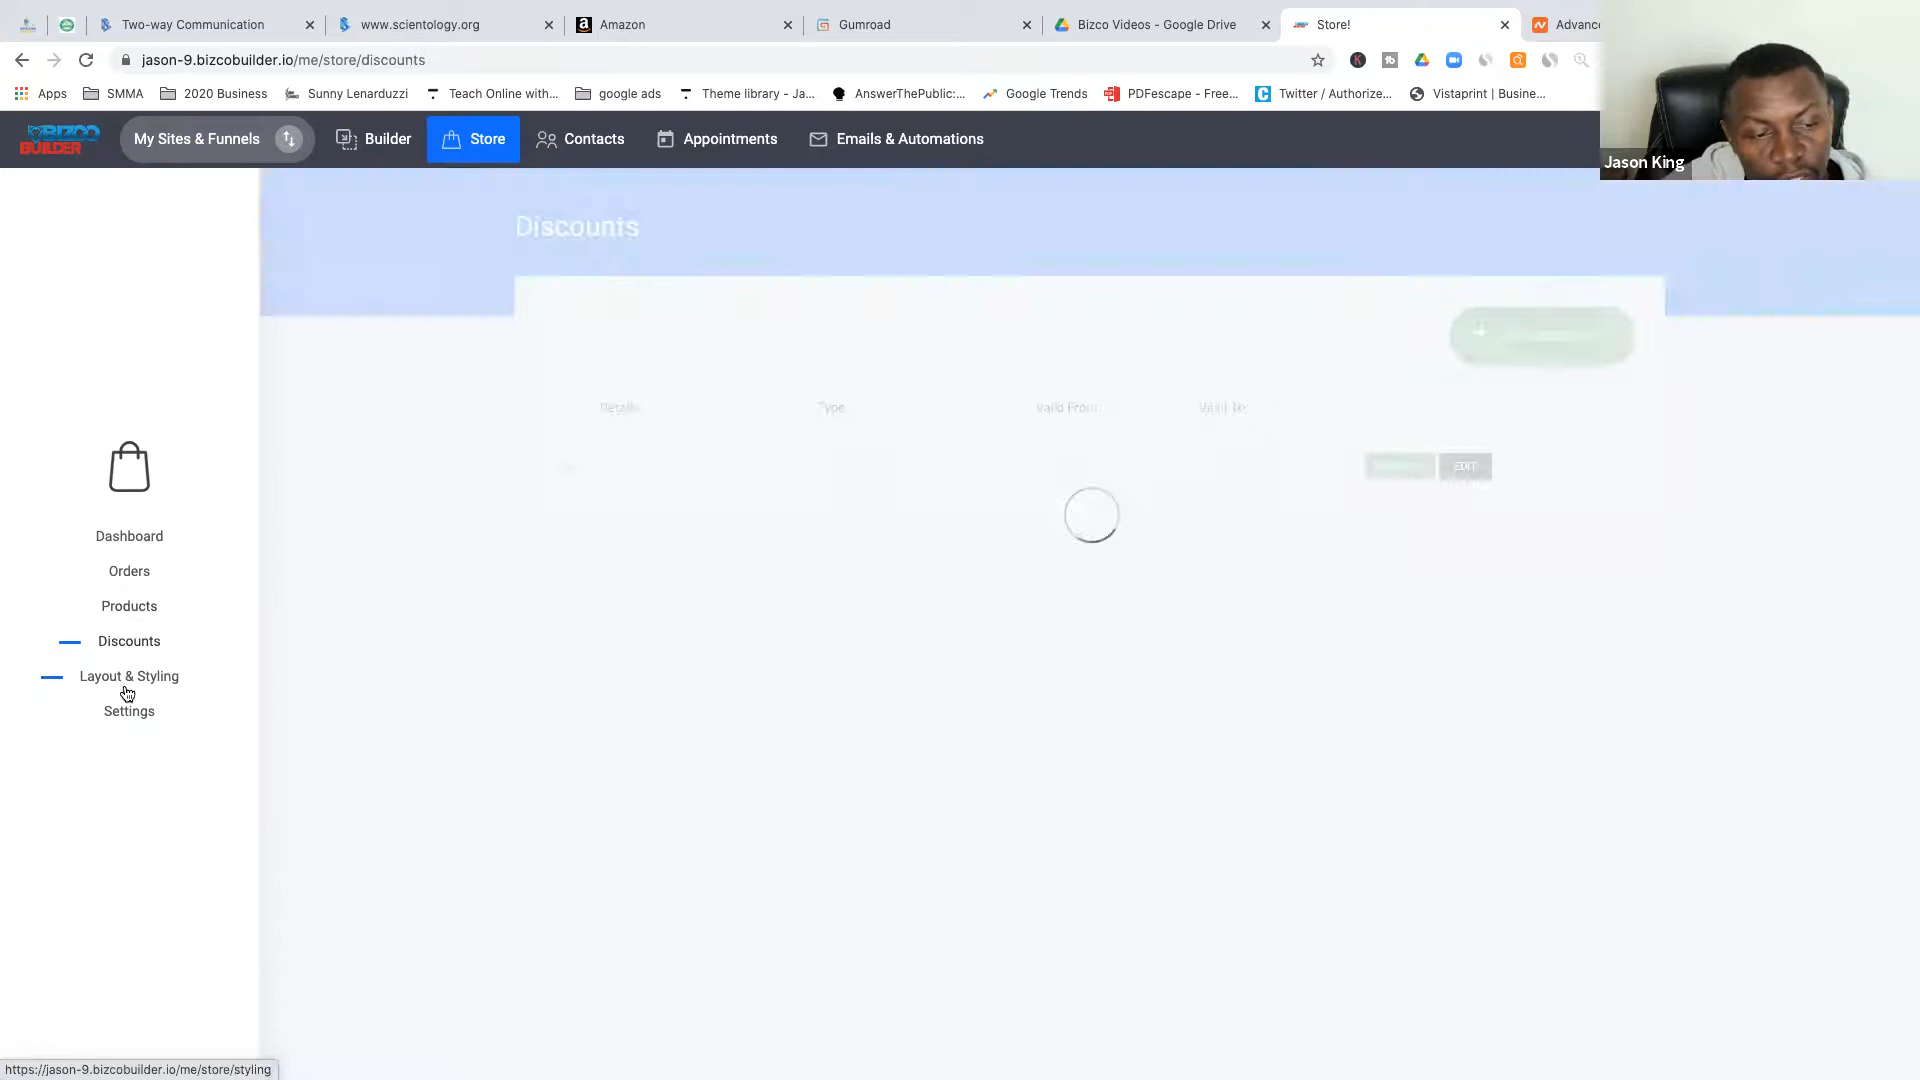 Two-way Communication
www.scientology.org
Amazon
Gumroad
Bizco Videos - Google Drive
Store!
Advanc
jason-9.bizcobuilder.io/me/store/discounts
Apps
SMMA
2020 Business
Sunny Lenarduzzi
Teach Online with...
google ads
Theme library - Ja...
AnswerThePublic:...
Google Trends
PDFescape - Free...
Twitter / Authorize...
Vistaprint | Busine...
BIZCO
BUILDER
My Sites & Funnels
Builder
Store
Contacts
Appointments
Emails & Automations
Jason King
Discounts
Details
Type
Valid From
Valid To
EDIT
Dashboard
Orders
Products
Discounts
Layout & Styling
Settings
https://jason-9.bizcobuilder.io/me/store/styling